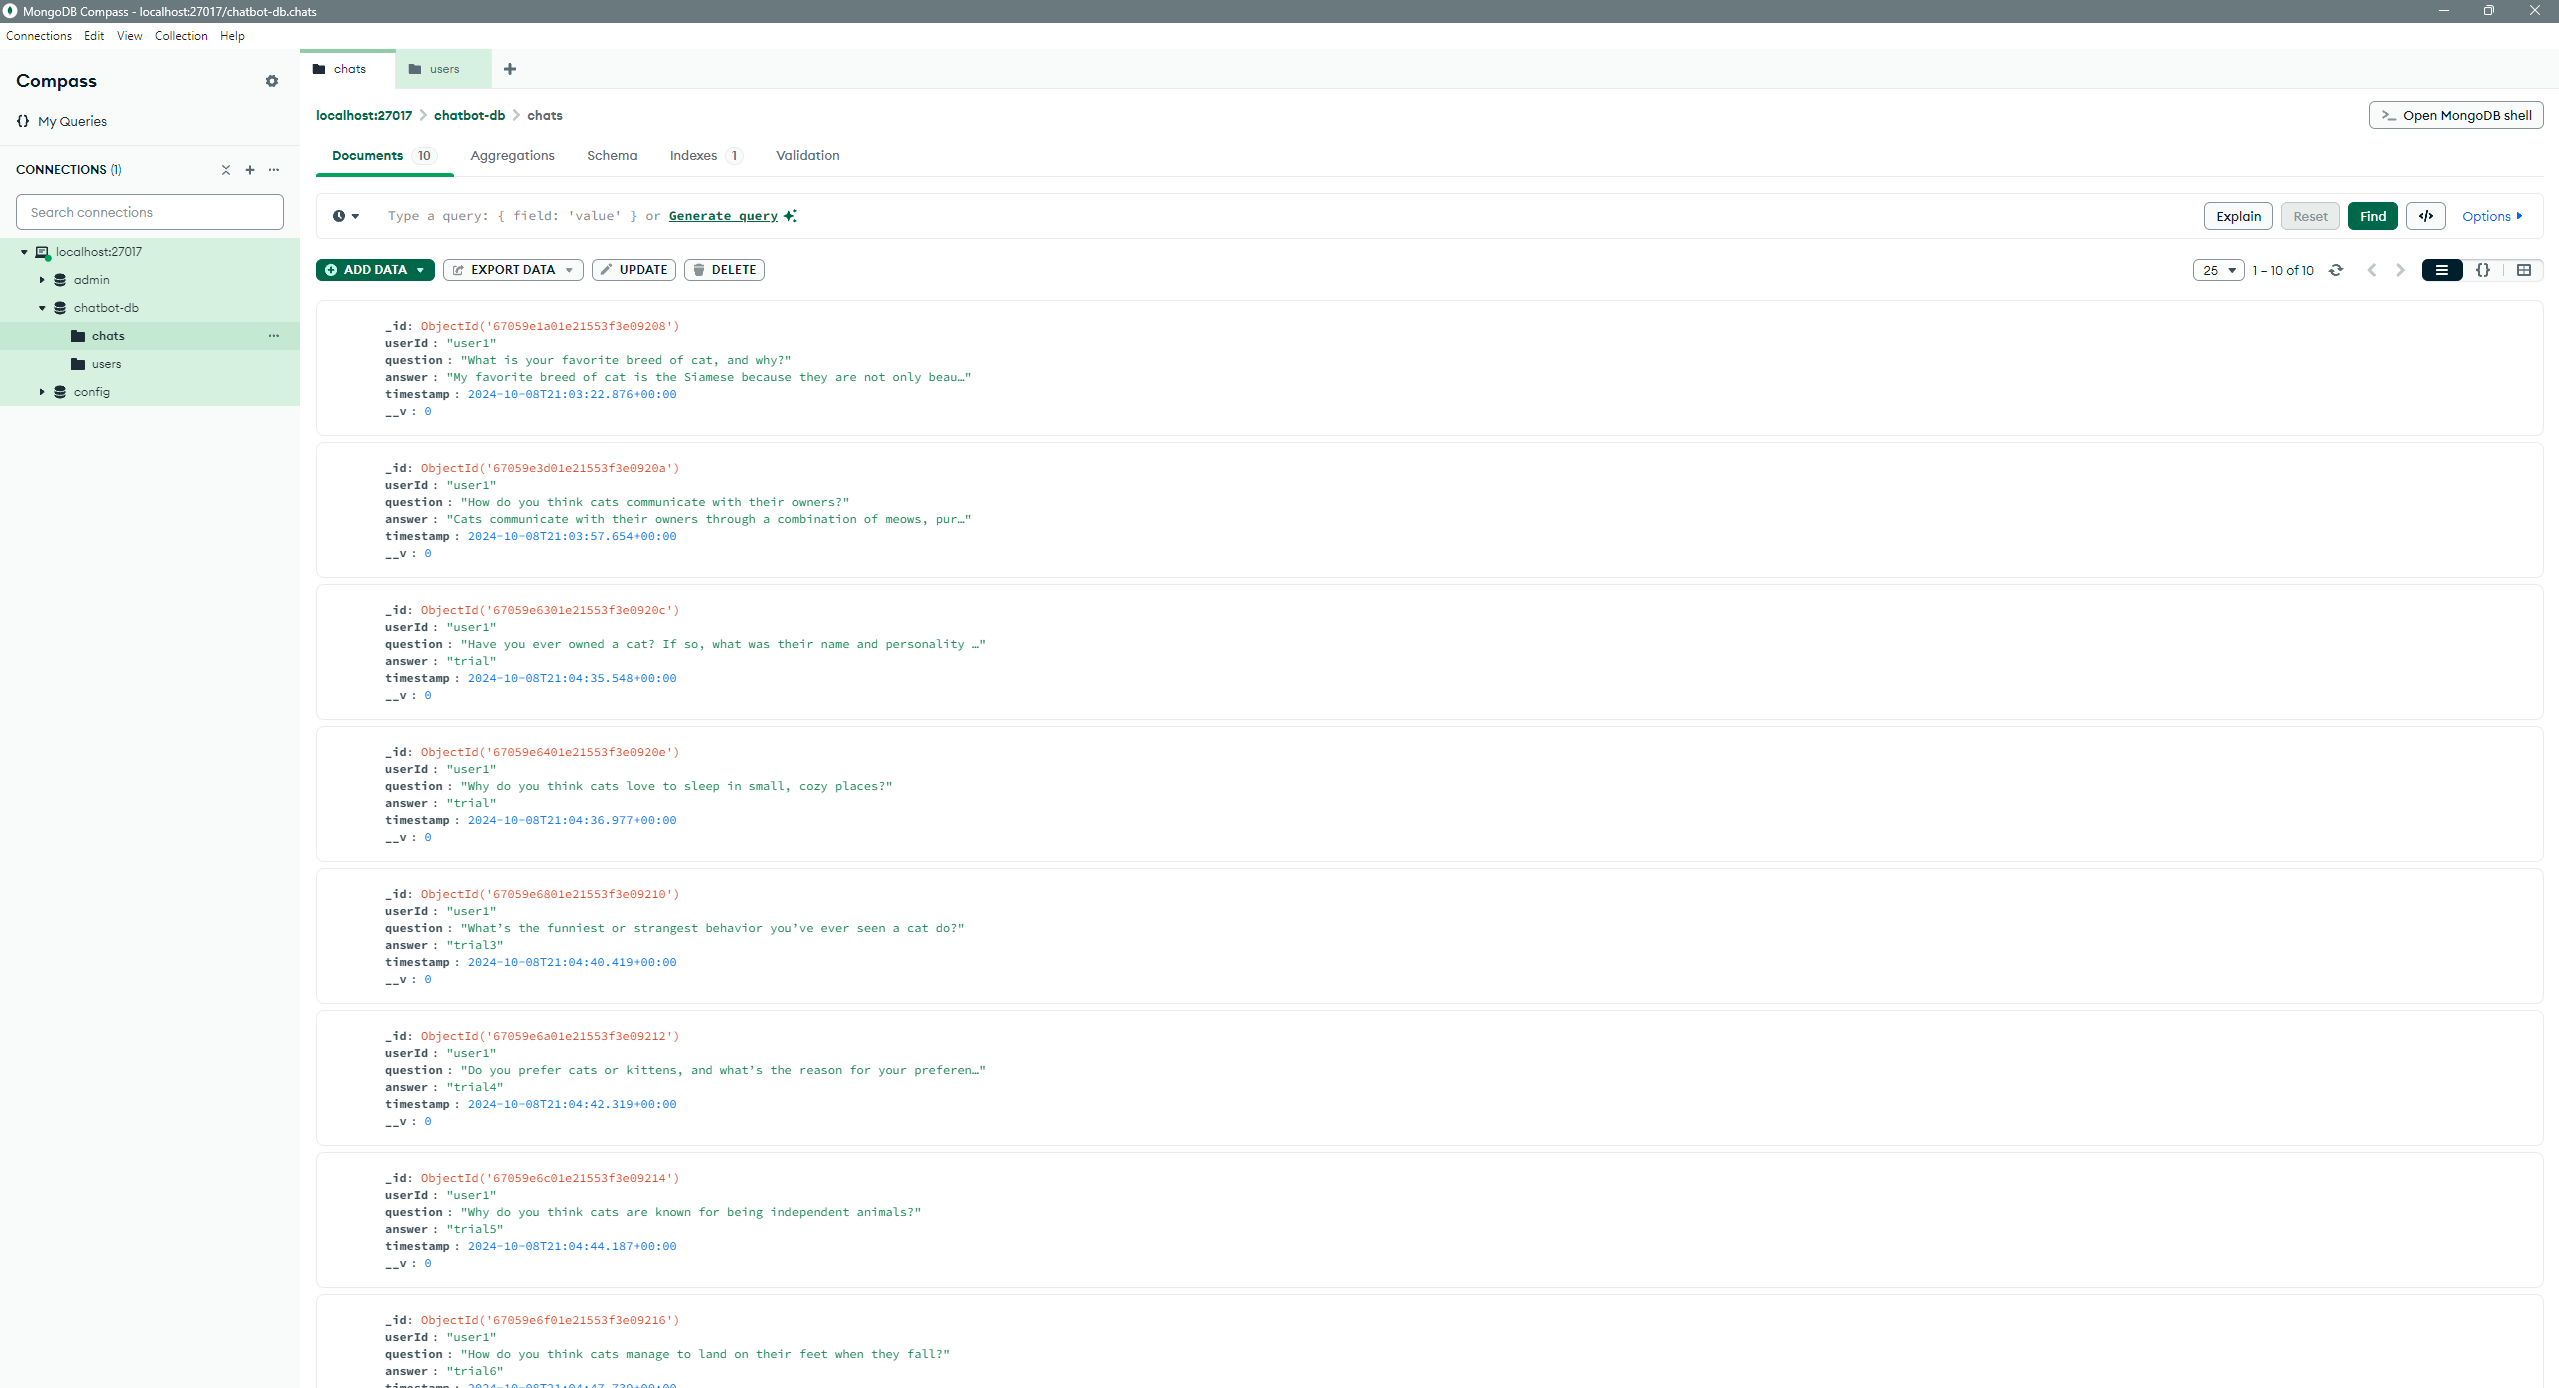 MongoDB Compass - localhost:27017/chatbot-db.chats
Connections Edit View Collection Help
Compass
{} My Queries
CONNECTIONS (1)
Search connections
localhost:27017
admin
chatbot-db
chats
users
config
chats users
localhost:27017 chatbot-db chats
>_ Open MongoDB shell
Documents 10 Aggregations Schema Indexes 1 Validation
Type a query: { field: 'value' } or Generate query
Explain Reset Find </> Options
ADD DATA EXPORT DATA UPDATE DELETE
25 1 – 10 of 10 {}
_id: ObjectId('67059e1a01e21553f3e09208')
userId : "user1"
question : "What is your favorite breed of cat, and why?"
answer : "My favorite breed of cat is the Siamese because they are not only beau…"
timestamp : 2024-10-08T21:03:22.876+00:00
__v : 0
_id: ObjectId('67059e3d01e21553f3e0920a')
userId : "user1"
question : "How do you think cats communicate with their owners?"
answer : "Cats communicate with their owners through a combination of meows, pur…"
timestamp : 2024-10-08T21:03:57.654+00:00
__v : 0
_id: ObjectId('67059e6301e21553f3e0920c')
userId : "user1"
question : "Have you ever owned a cat? If so, what was their name and personality …"
answer : "trial"
timestamp : 2024-10-08T21:04:35.548+00:00
__v : 0
_id: ObjectId('67059e6401e21553f3e0920e')
userId : "user1"
question : "Why do you think cats love to sleep in small, cozy places?"
answer : "trial"
timestamp : 2024-10-08T21:04:36.977+00:00
__v : 0
_id: ObjectId('67059e6801e21553f3e09210')
userId : "user1"
question : "What’s the funniest or strangest behavior you’ve ever seen a cat do?"
answer : "trial3"
timestamp : 2024-10-08T21:04:40.419+00:00
__v : 0
_id: ObjectId('67059e6a01e21553f3e09212')
userId : "user1"
question : "Do you prefer cats or kittens, and what’s the reason for your preferen…"
answer : "trial4"
timestamp : 2024-10-08T21:04:42.319+00:00
__v : 0
_id: ObjectId('67059e6c01e21553f3e09214')
userId : "user1"
question : "Why do you think cats are known for being independent animals?"
answer : "trial5"
timestamp : 2024-10-08T21:04:44.187+00:00
__v : 0
_id: ObjectId('67059e6f01e21553f3e09216')
userId : "user1"
question : "How do you think cats manage to land on their feet when they fall?"
answer : "trial6"
timestamp : 2024-10-08T21:04:47.739+00:00